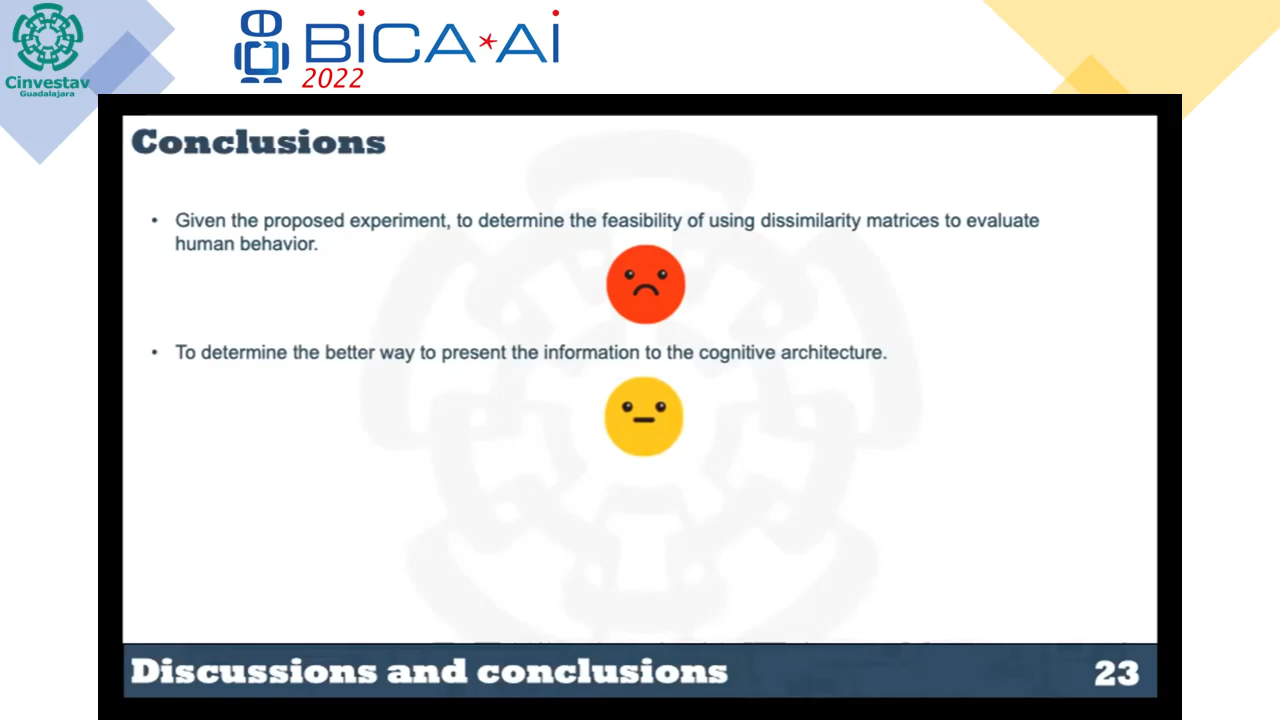 Cinvestav
Guadalajara
BiCA*Ai
2022
Conclusions
• Given the proposed experiment, to determine the feasibility of using dissimilarity matrices to evaluate
human behavior.
• To determine the better way to present the information to the cognitive architecture.
Discussions and conclusions
23